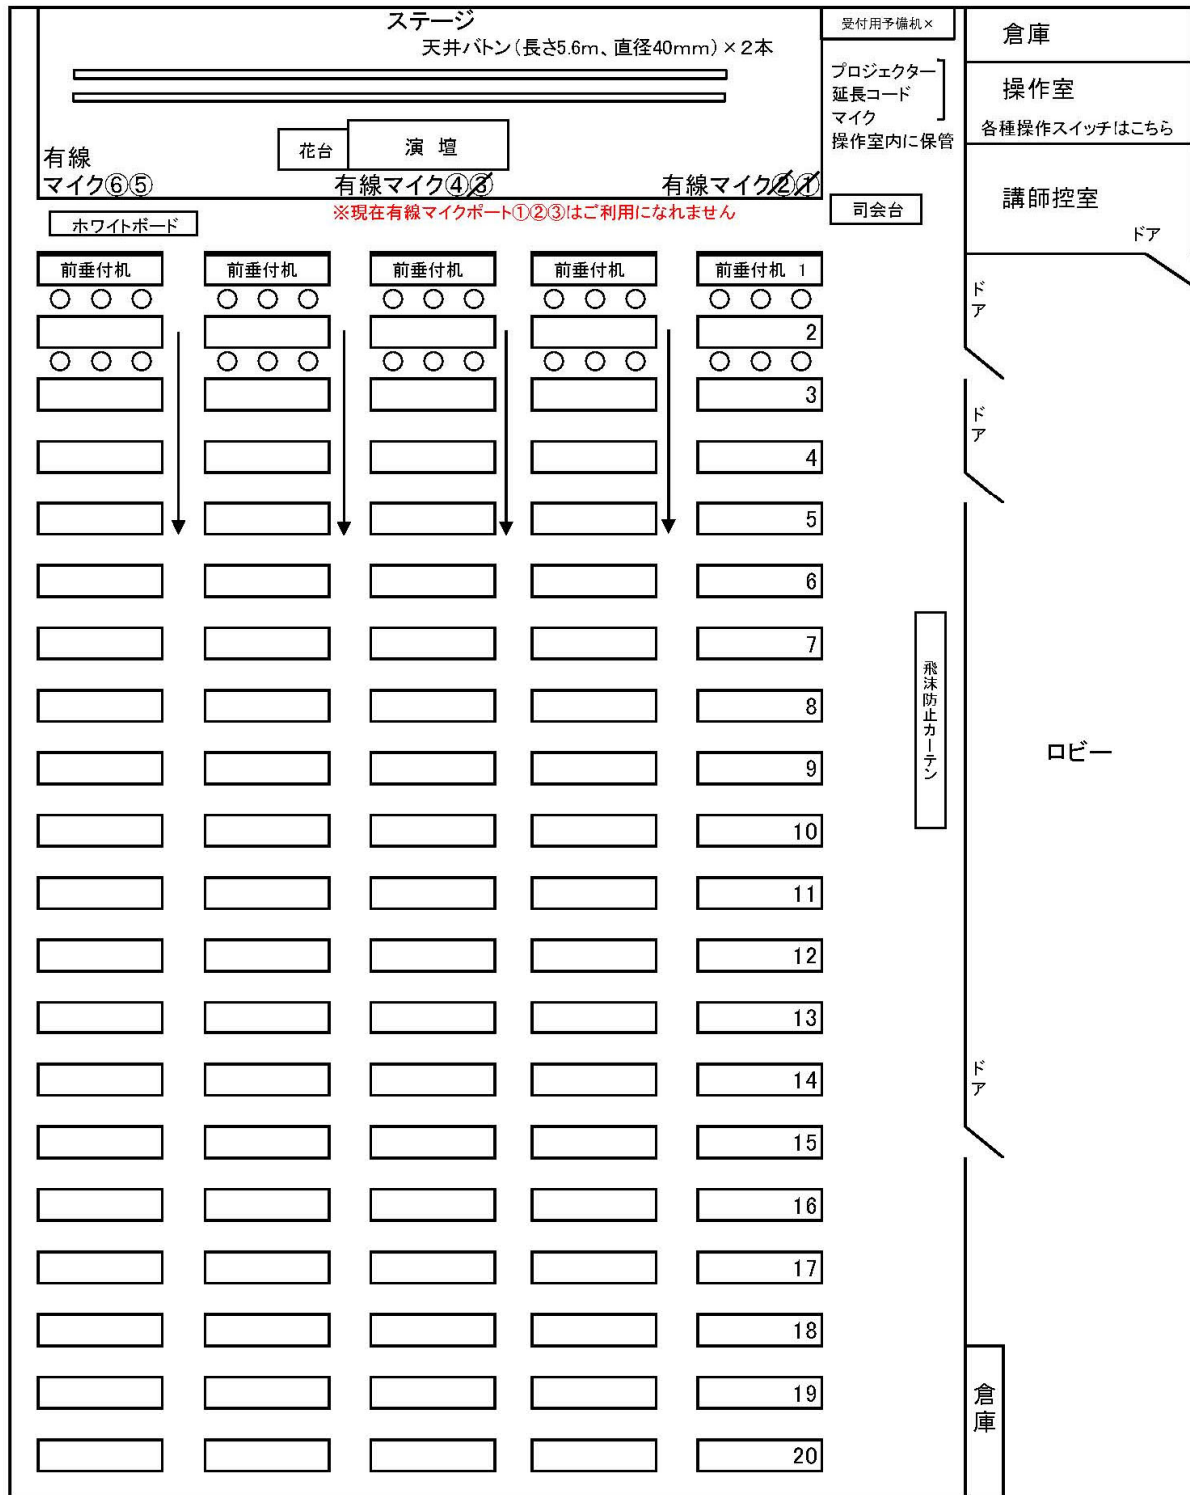 ステージ
天井バトン(長さ5.6m、直径40mm)×2本
受付用予備机×
倉庫
プロジェクター
延長コード
マイク
操作室内に保管
操作室
各種操作スイッチはこちら
花台
演壇
有線
マイク⑥⑤
有線マイク④③
有線マイク②①
※現在有線マイクポート①②③はご利用になれません
司会台
講師控室
ドア
ホワイトボード
前垂付机
前垂付机
前垂付机
前垂付机
前垂付机 1
2
3
4
5
6
7
8
9
10
11
12
13
14
15
16
17
18
19
20
ドア
ドア
飛沫防止カーテン
ロビー
ドア
倉庫